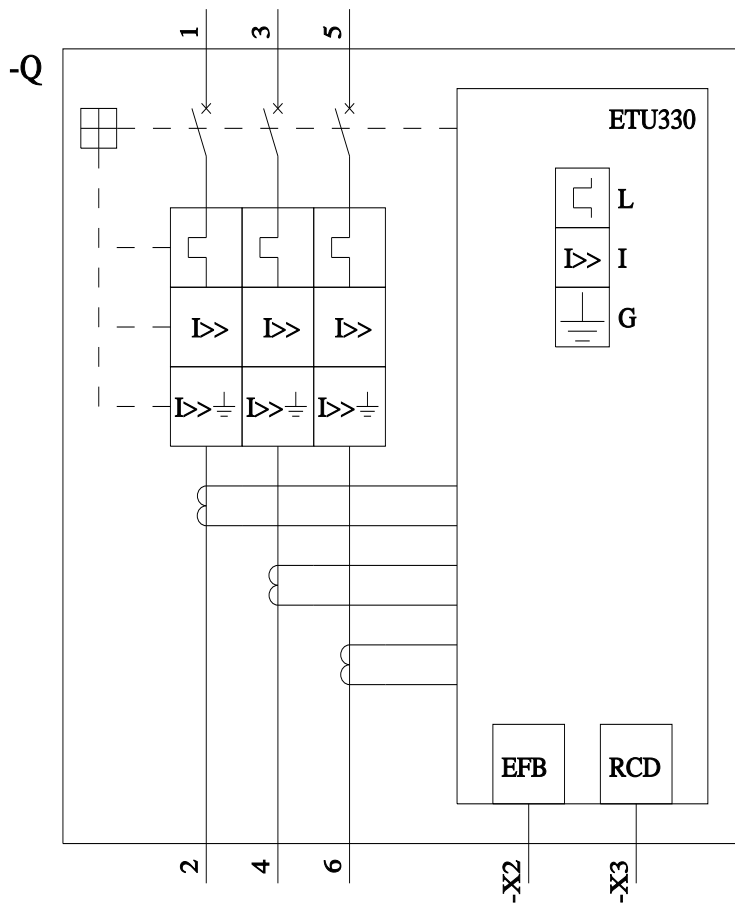 1 3 5
-Q
ETU330
L
I>> I
G
I>> I>> I>>
I>> I>> I>>
EFB RCD
2 4 6 -X2 -X3